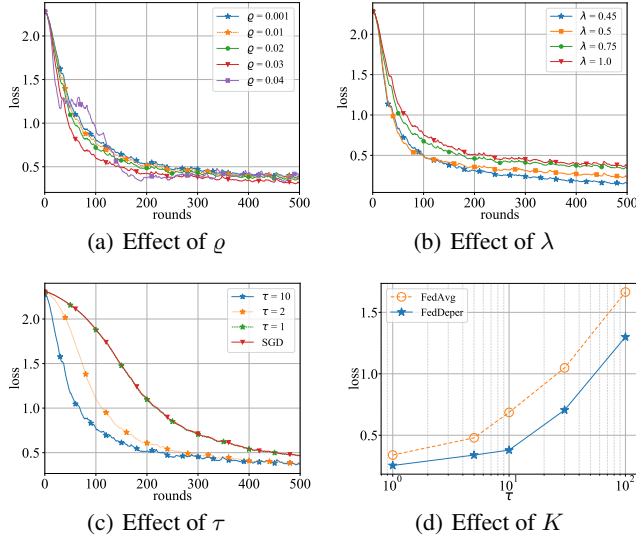 2.0
1.5
1.0
0.5
loss
0 100 200 300 400 500
rounds
ϱ = 0.001
ϱ = 0.01
ϱ = 0.02
ϱ = 0.03
ϱ = 0.04
(a) Effect of ϱ
2.0
1.5
1.0
0.5
loss
0 100 200 300 400 500
rounds
λ = 0.45
λ = 0.5
λ = 0.75
λ = 1.0
(b) Effect of λ
2.5
2.0
1.5
1.0
0.5
loss
0 100 200 300 400 500
rounds
τ = 10
τ = 2
τ = 1
SGD
(c) Effect of τ
1.5
1.0
0.5
loss
10⁰ 10¹ 10²
τ
FedAvg
FedDeper
(d) Effect of K